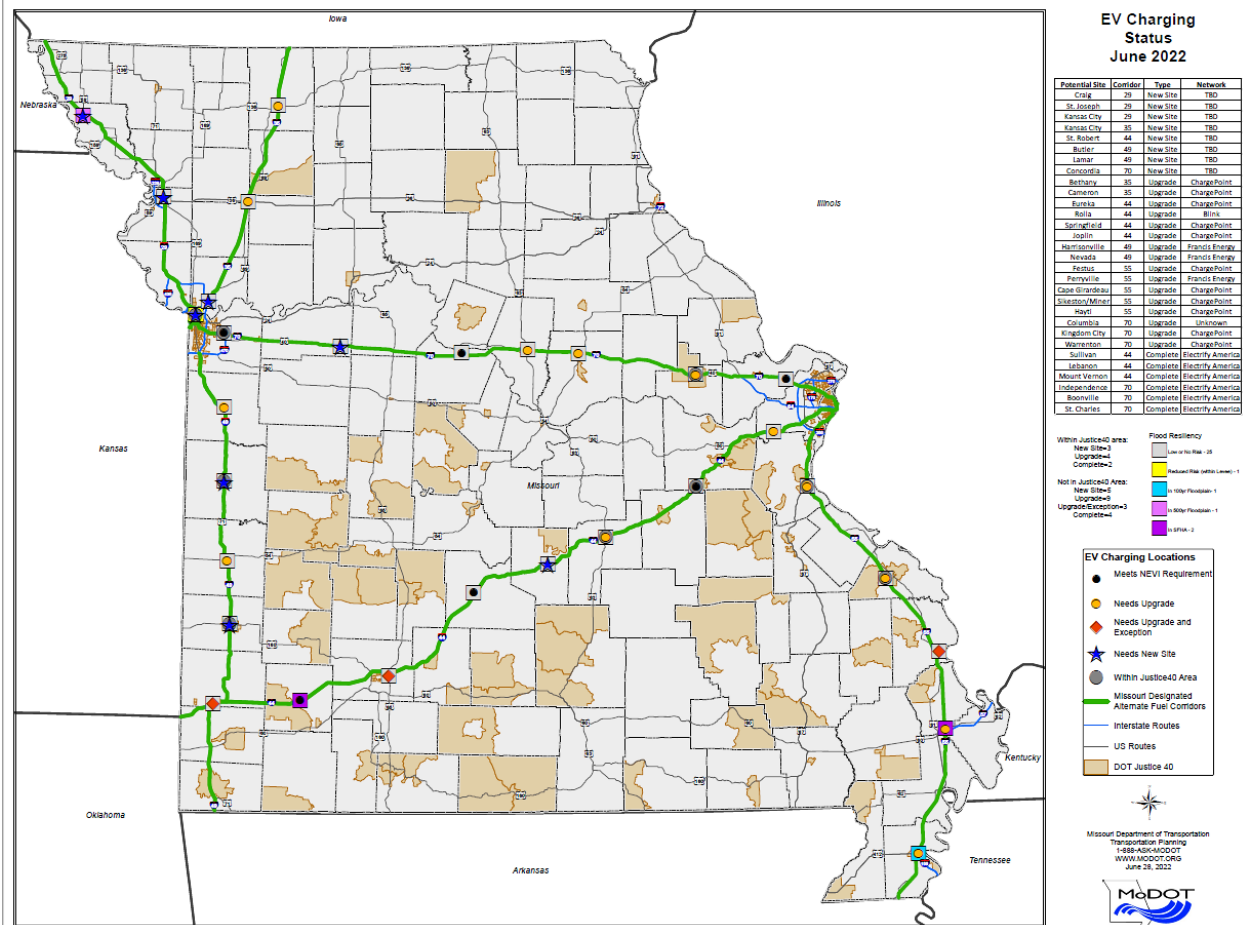 Iowa
Nebraska
Illinois
Kansas
Missouri
Oklahoma
Arkansas
Kentucky
Tennessee
EV Charging
Status
June 2022
Potential Site Corridor Type Network
Craig 29 New Site TBD
St. Joseph 29 New Site TBD
Kansas City 29 New Site TBD
Kansas City 35 New Site TBD
St. Robert 44 New Site TBD
Butler 49 New Site TBD
Lamar 49 New Site TBD
Concordia 70 New Site TBD
Bethany 35 Upgrade ChargePoint
Cameron 35 Upgrade ChargePoint
Eureka 44 Upgrade ChargePoint
Rolla 44 Upgrade Blink
Springfield 44 Upgrade ChargePoint
Joplin 44 Upgrade ChargePoint
Harrisonville 49 Upgrade Francis Energy
Nevada 49 Upgrade Francis Energy
Festus 55 Upgrade ChargePoint
Perryville 55 Upgrade Francis Energy
Cape Girardeau 55 Upgrade ChargePoint
Sikeston/Miner 55 Upgrade ChargePoint
Hayti 55 Upgrade ChargePoint
Columbia 70 Upgrade Unknown
Kingdom City 70 Upgrade ChargePoint
Warrenton 70 Upgrade ChargePoint
Sullivan 44 Complete Electrify America
Lebanon 44 Complete Electrify America
Mount Vernon 44 Complete Electrify America
Independence 70 Complete Electrify America
Boonville 70 Complete Electrify America
St. Charles 70 Complete Electrify America
Within Justice40 area:
New Site=3
Upgrade=4
Complete=2
Not in Justice40 Area:
New Site=5
Upgrade=9
Upgrade/Exception=3
Complete=4
Flood Resiliency
Low or No Risk - 25
Reduced Risk (within Levee) - 1
In 100yr Floodplain - 1
In 500yr Floodplain - 1
In SFHA - 2
EV Charging Locations
Meets NEVI Requirement
Needs Upgrade
Needs Upgrade and
Exception
Needs New Site
Within Justice40 Area
Missouri Designated
Alternate Fuel Corridors
Interstate Routes
US Routes
DOT Justice 40
Missouri Department of Transportation
Transportation Planning
1-888-ASK-MODOT
WWW.MODOT.ORG
June 28, 2022
MoDOT